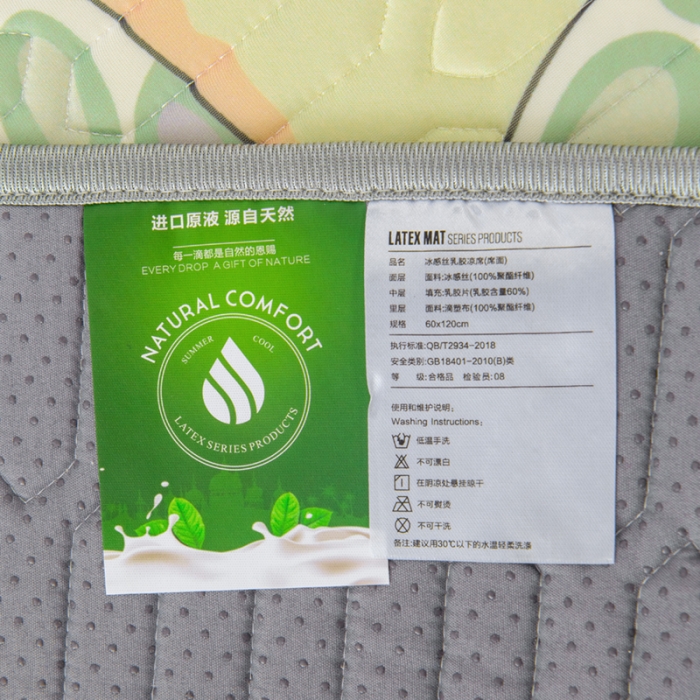 进口原液 源自天然
每一滴都是自然的恩赐
EVERY DROP A GIFT OF NATURE
NATURAL COMFORT
SUMMER COOL
LATEX SERIES PRODUCTS
LATEX MAT SERIES PRODUCTS
品名 冰感丝乳胶凉席(席面)
面层 面料:冰感丝(100%聚酯纤维)
中层 填充:乳胶片(乳胶含量60%)
里层 面料:滴塑布(100%聚酯纤维)
规格 60x120cm
执行标准:QB/T2934-2018
安全类别:GB18401-2010(B)类
等 级:合格品 检验员:08
使用和维护说明:
Washing Instructions:
低温手洗
不可漂白
在阴凉处悬挂晾干
不可熨烫
不可干洗
备注:建议用30℃以下的水温轻柔洗涤